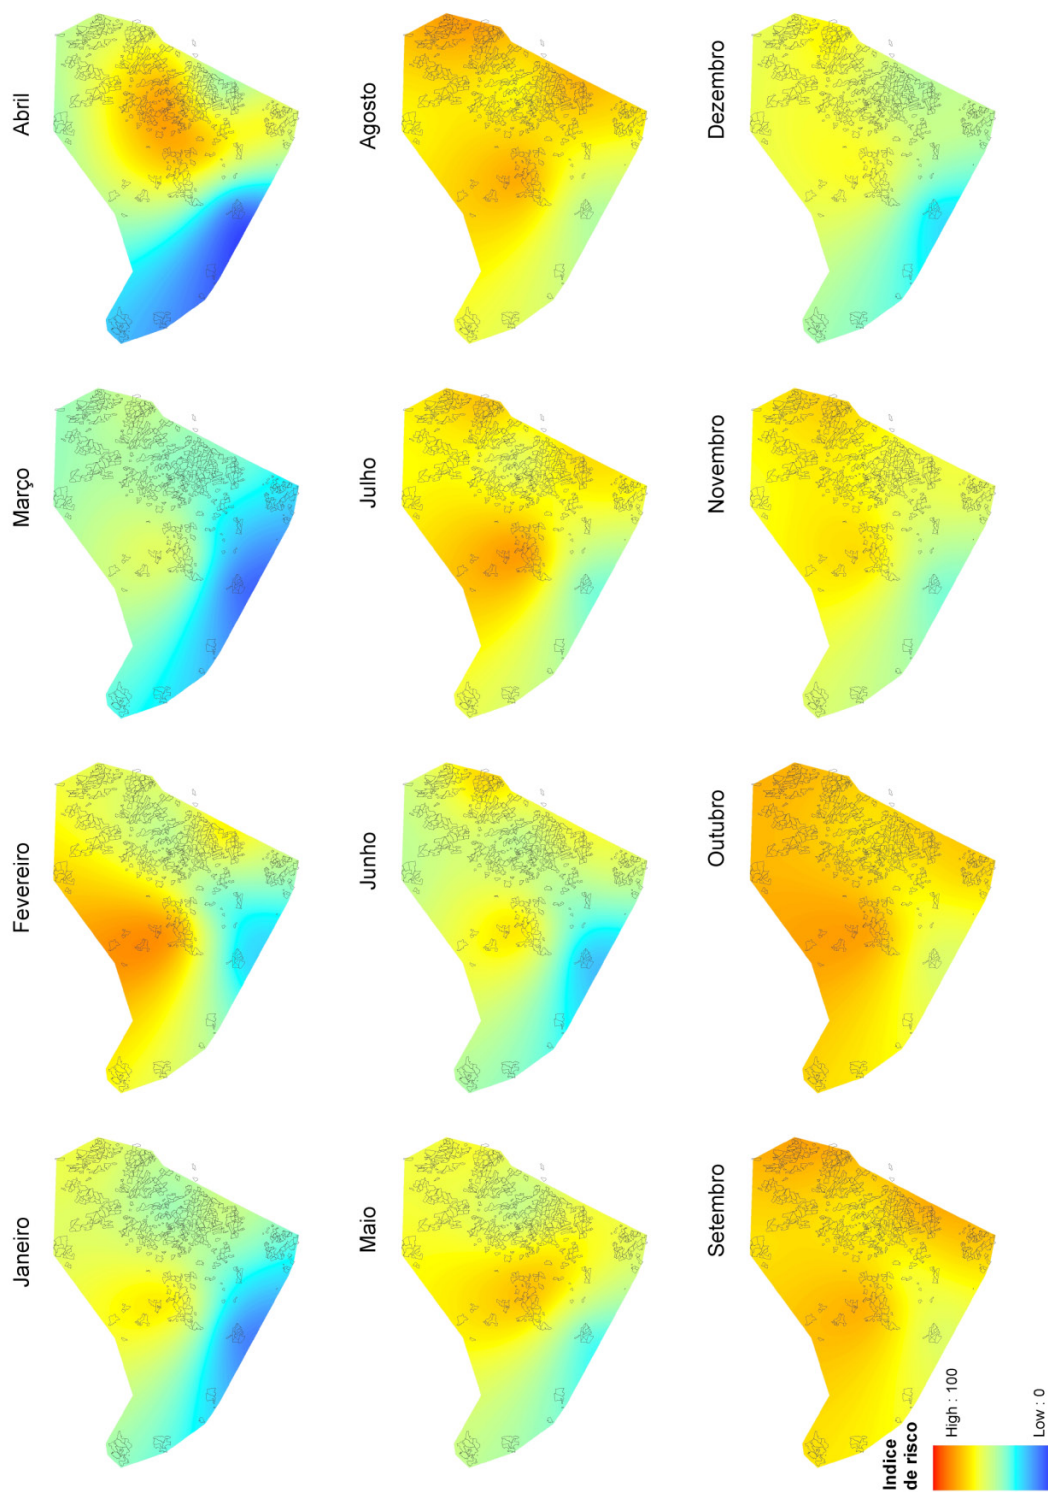 Janeiro
Fevereiro
Março
Abril
Maio
Junho
Julho
Agosto
Setembro
Outubro
Novembro
Dezembro
Indice
de risco
High : 100
Low : 0